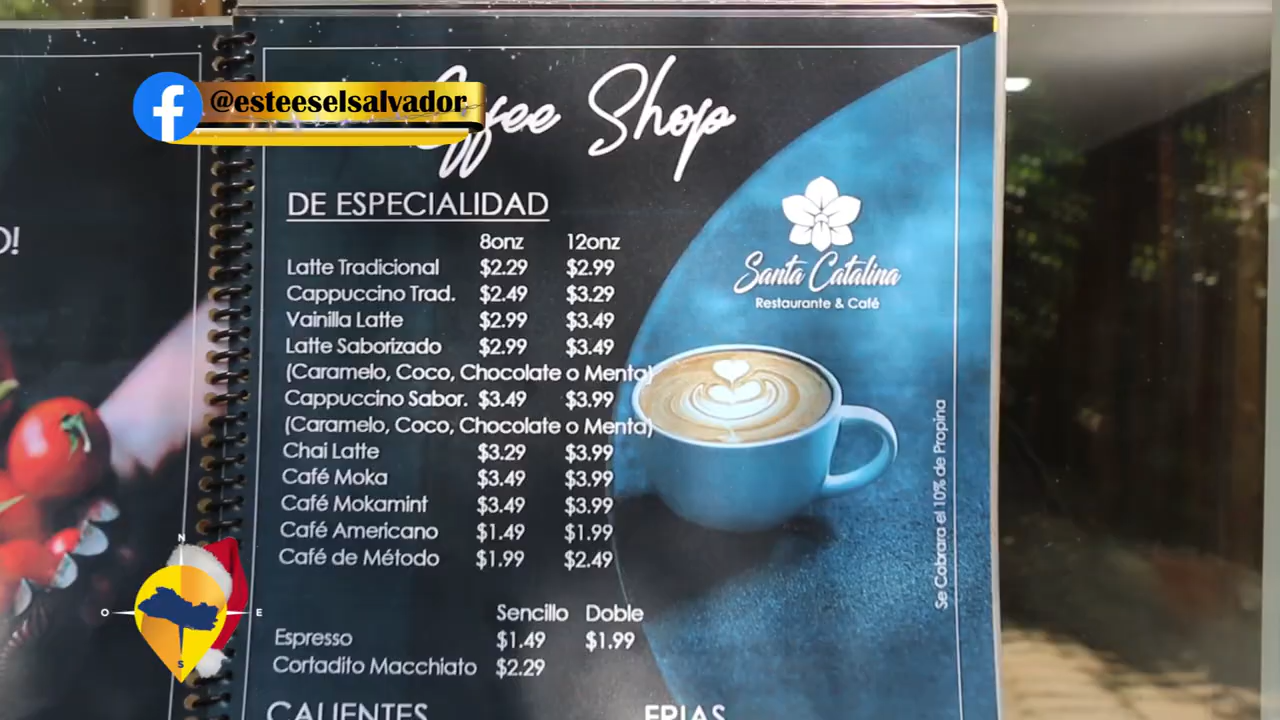 @esteeselsalvador
Coffee Shop
O!
DE ESPECIALIDAD
8onz 12onz
Latte Tradicional $2.29 $2.99
Cappuccino Trad. $2.49 $3.29
Vainilla Latte $2.99 $3.49
Latte Saborizado $2.99 $3.49
(Caramelo, Coco, Chocolate o Menta)
Cappuccino Sabor. $3.49 $3.99
(Caramelo, Coco, Chocolate o Menta)
Chai Latte $3.29 $3.99
Café Moka $3.49 $3.99
Café Mokamint $3.49 $3.99
Café Americano $1.49 $1.99
Café de Método $1.99 $2.49
Sencillo Doble
Espresso $1.49 $1.99
Cortadito Macchiato $2.29
CALIENTES FRIAS
Santa Catalina
Restaurante & Café
Se Cobrara el 10% de Propina
N
O E
S